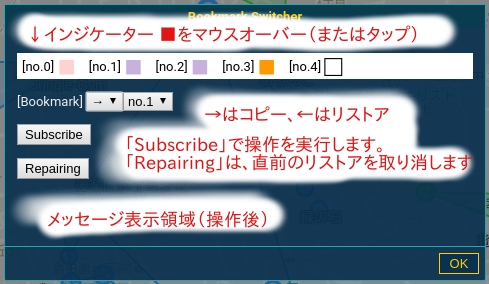 Bookmark Switcher
↓インジケーター ■をマウスオーバー（またはタップ）
[no.0] [no.1] [no.2] [no.3] [no.4]
[Bookmark] → ▼ no.1 ▼
→はコピー、←はリストア
Subscribe
「Subscribe」で操作を実行します。
「Repairing」は、直前のリストアを取り消します
Repairing
メッセージ表示領域（操作後）
OK